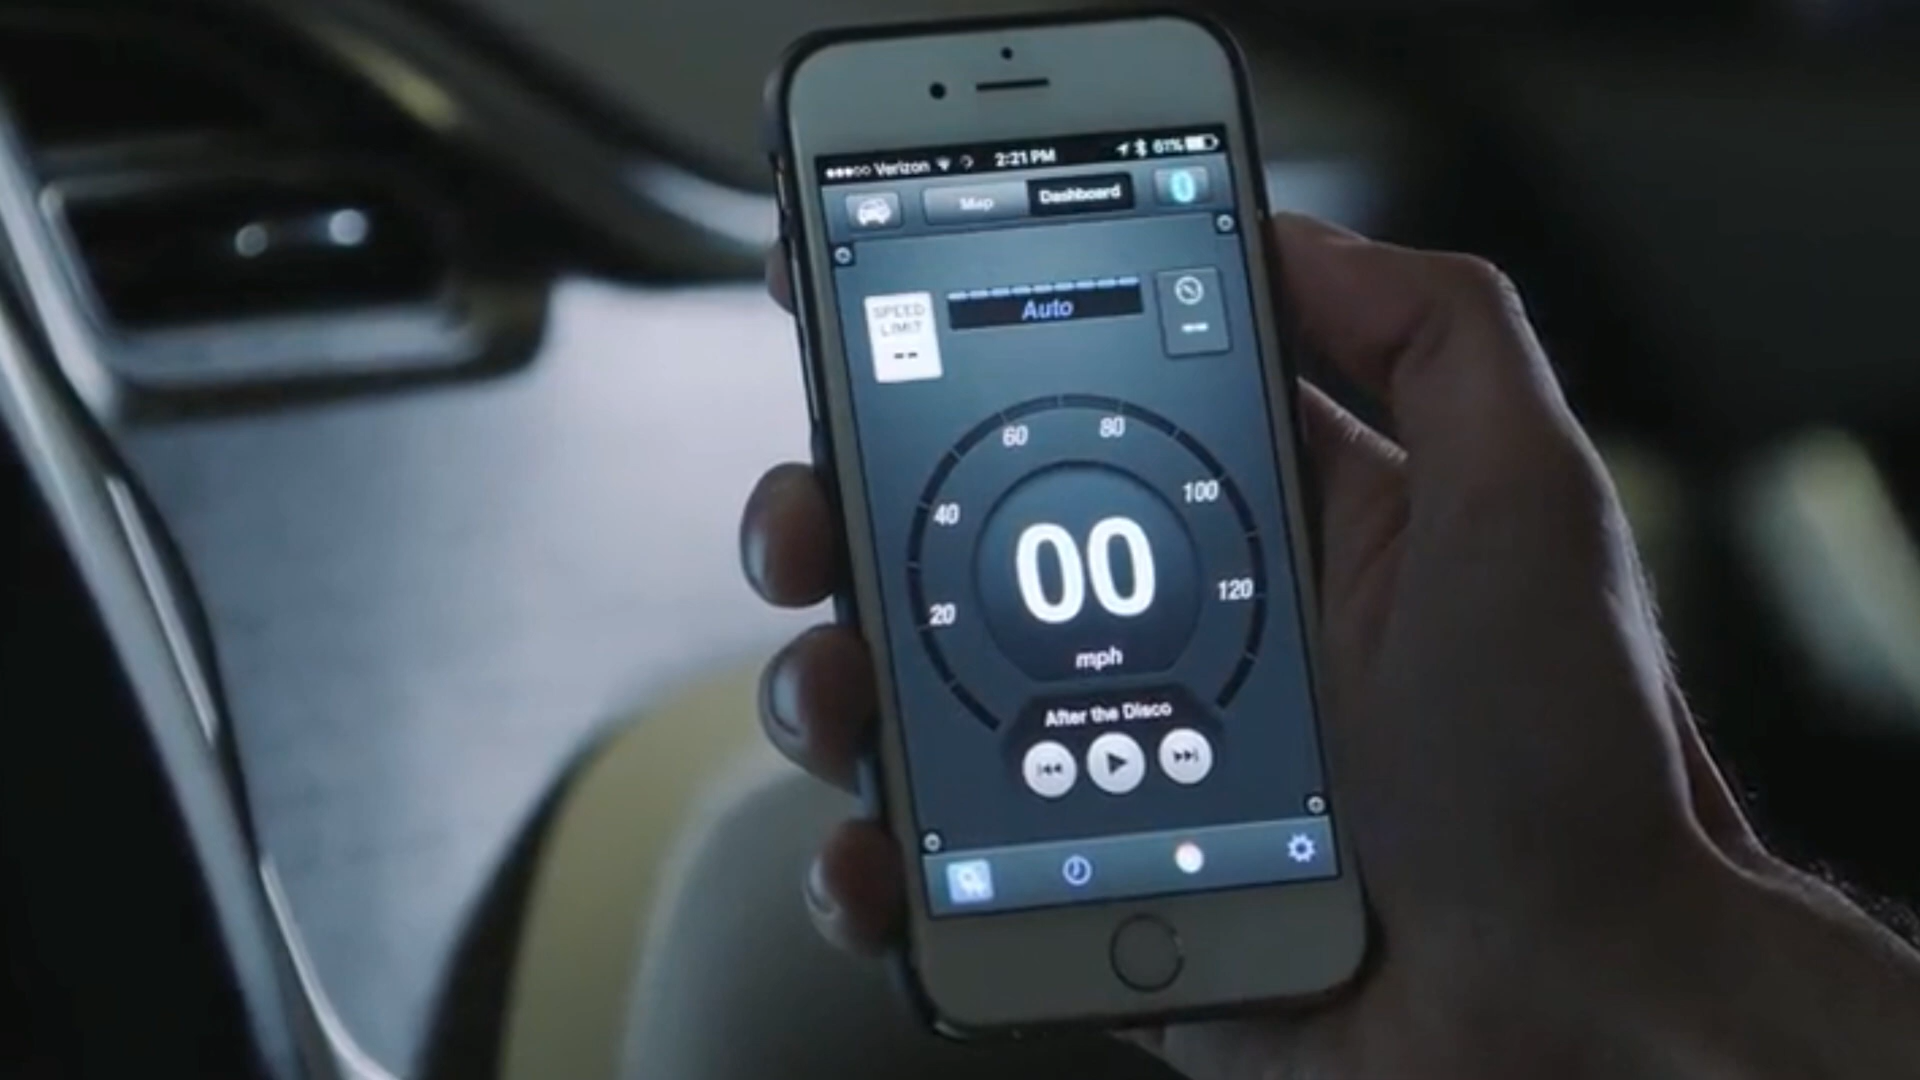 Verizon 2:21 PM 61%
Map Dashboard 0
SPEED
LIMIT
--
Auto
--
60 80
40 100
20 120
00
mph
After the Disco